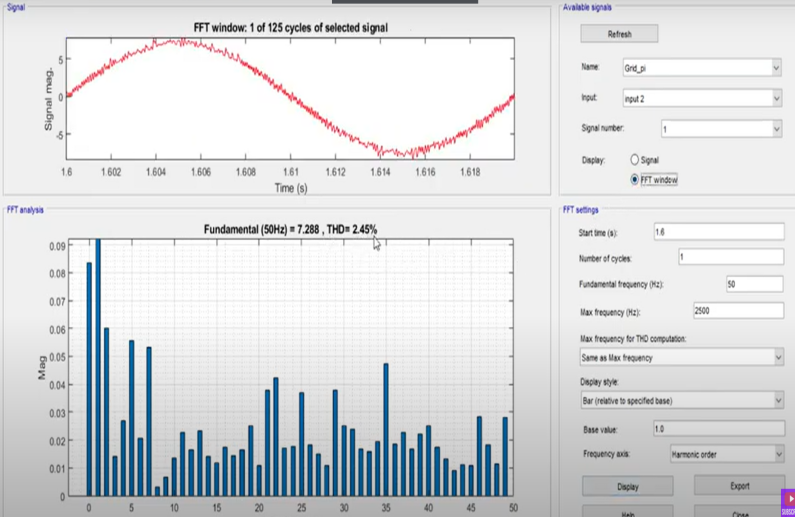 Signal
FFT window: 1 of 125 cycles of selected signal
5
0
-5
Signal mag.
1.6 1.602 1.604 1.606 1.608 1.61 1.612 1.614 1.616 1.618
Time (s)
FFT analysis
Fundamental (50Hz) = 7.288 , THD= 2.45%
0.09
0.08
0.07
0.06
0.05
0.04
0.03
0.02
0.01
0
Mag
0 5 10 15 20 25 30 35 40 45 50
Available signals
Refresh
Name: Grid_pi
Input: input 2
Signal number: 1
Display: Signal
FFT window
FFT settings
Start time (s): 1.6
Number of cycles: 1
Fundamental frequency (Hz): 50
Max frequency (Hz): 2500
Max frequency for THD computation:
Same as Max frequency
Display style:
Bar (relative to specified base)
Base value: 1.0
Frequency axis: Harmonic order
Display Export
Help Close